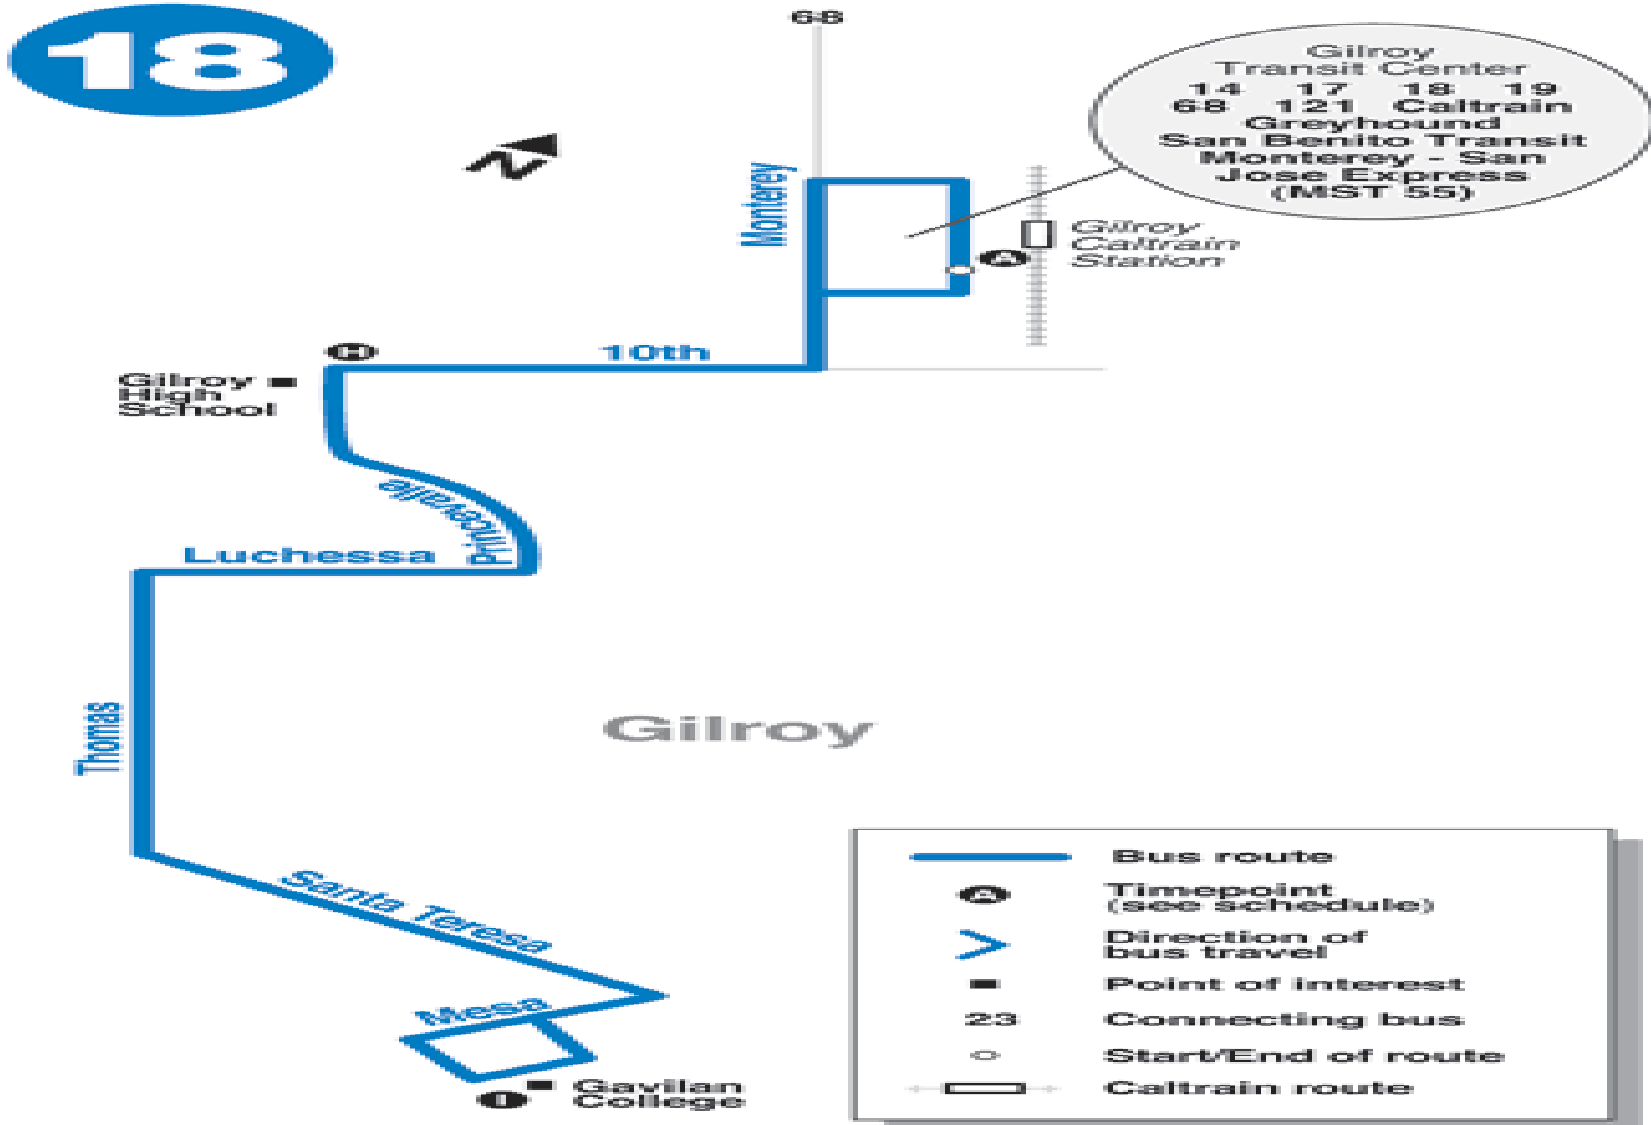 18
68
Gilroy
Transit Center
14 17 18 19
68 121 Caltrain
Greyhound
San Benito Transit
Monterey - San
Jose Express
(MST 55)
N
Monterey
Gilroy
Caltrain
Station
A
H
10th
Gilroy
High
School
Princevalle
Luchessa
Thomas
Gilroy
Santa Teresa
Mesa
Gavilan
College
I
Bus route
A
Timepoint
(see schedule)
Direction of
bus travel
Point of interest
23
Connecting bus
Start/End of route
Caltrain route